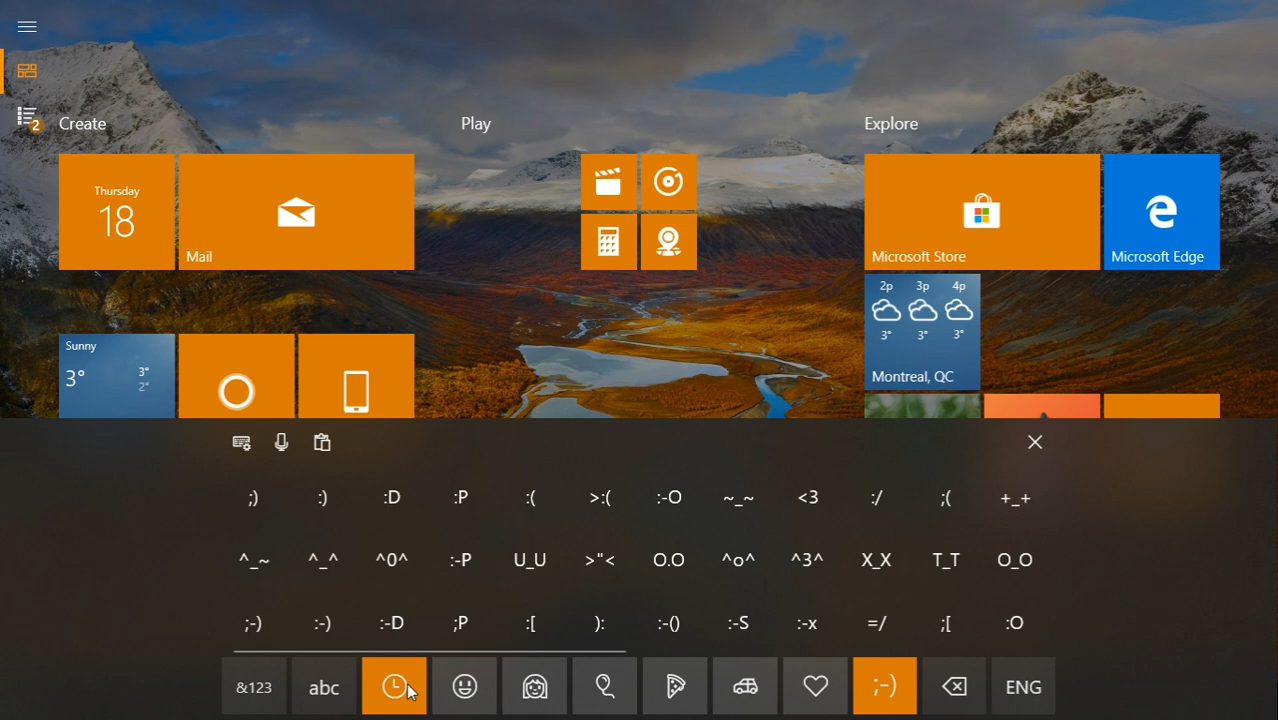 2
Create
Play
Explore
Thursday
18
Mail
Microsoft Store
Microsoft Edge
2p 3p 4p
3° 3° 3°
Montreal, QC
Sunny
3° 3°
2°
;) :) :D :P :( >:( :-O ~_~ <3 :/ ;( +_+
^_~ ^_^ ^0^ :-P U_U >"< O.O ^o^ ^3^ X_X T_T O_O
;-) :-) :-D ;P :[ ): :-() :-S :-x =/ ;[ :O
&123 abc ;-) ENG